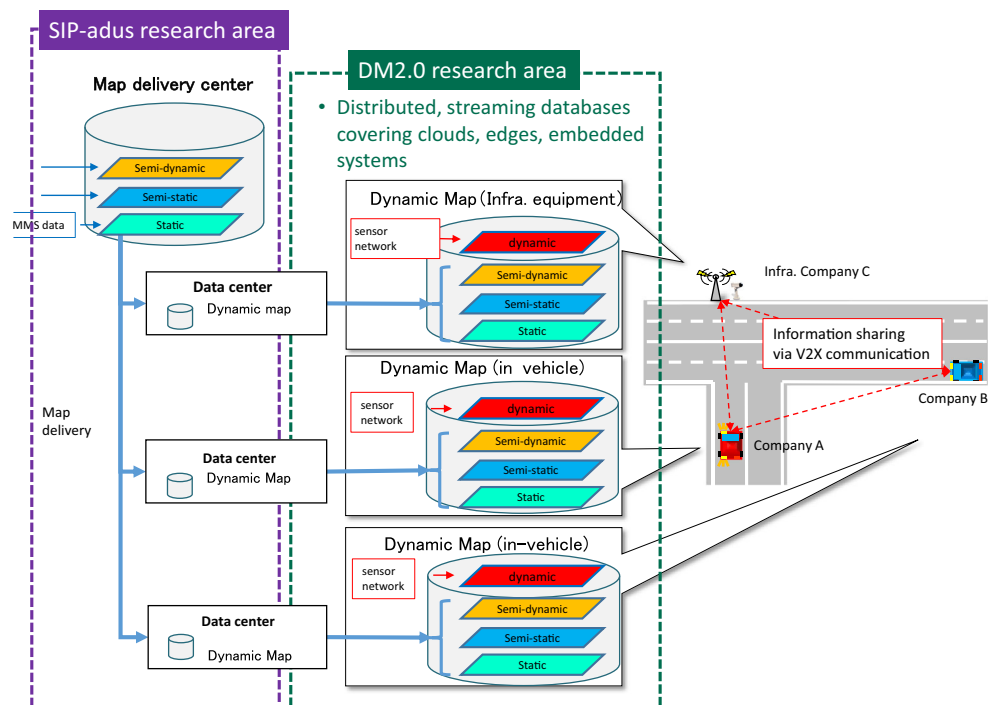 SIP-adus research area
DM2.0 research area
Map delivery center
• Distributed, streaming databases
covering clouds, edges, embedded
systems
Semi-dynamic
Semi-static
MMS data
Static
Dynamic Map (Infra. equipment)
sensor
network
dynamic
Semi-dynamic
Semi-static
Static
Data center
Dynamic map
Infra. Company C
Information sharing
via V2X communication
Company B
Company A
Map
delivery
Dynamic Map (in vehicle)
sensor
network
dynamic
Semi-dynamic
Semi-static
Static
Data center
Dynamic Map
Dynamic Map (in-vehicle)
sensor
network
dynamic
Semi-dynamic
Semi-static
Static
Data center
Dynamic Map